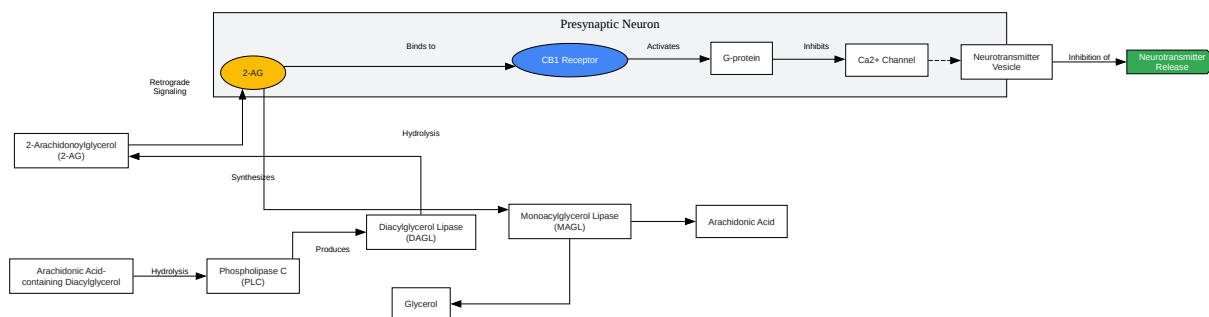 Presynaptic Neuron
Binds to
Activates
Inhibits
2-AG
CB1 Receptor
G-protein
Ca2+ Channel
Neurotransmitter
Vesicle
Inhibition of
Neurotransmitter
Release
Retrograde
Signaling
Hydrolysis
2-Arachidonoylglycerol
(2-AG)
Synthesizes
Monoacylglycerol Lipase
(MAGL)
Arachidonic Acid
Diacylglycerol Lipase
(DAGL)
Produces
Arachidonic Acid-
containing Diacylglycerol
Hydrolysis
Phospholipase C
(PLC)
Glycerol